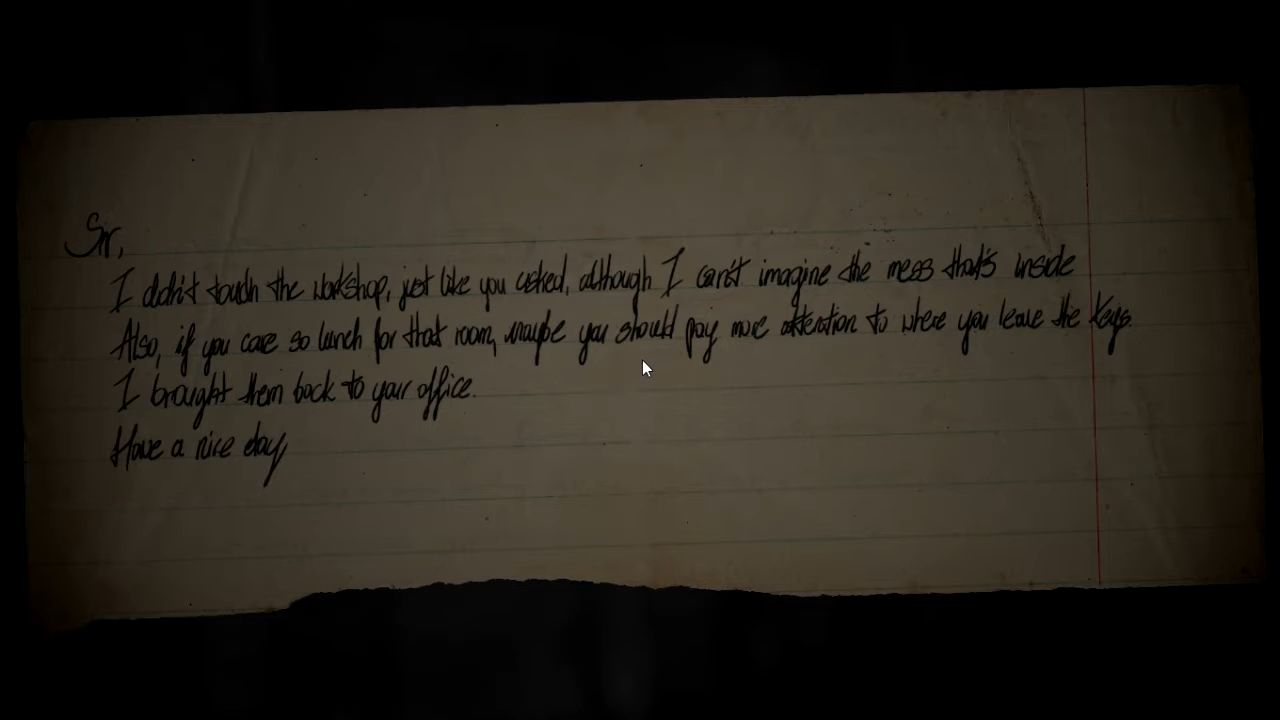 Sir,
I didn't touch the workshop, just like you asked, although I can't imagine the mess that's inside
Also, if you care so much for that room, maybe you should pay more attention to where you leave the keys.
I brought them back to your office.
Have a nice day